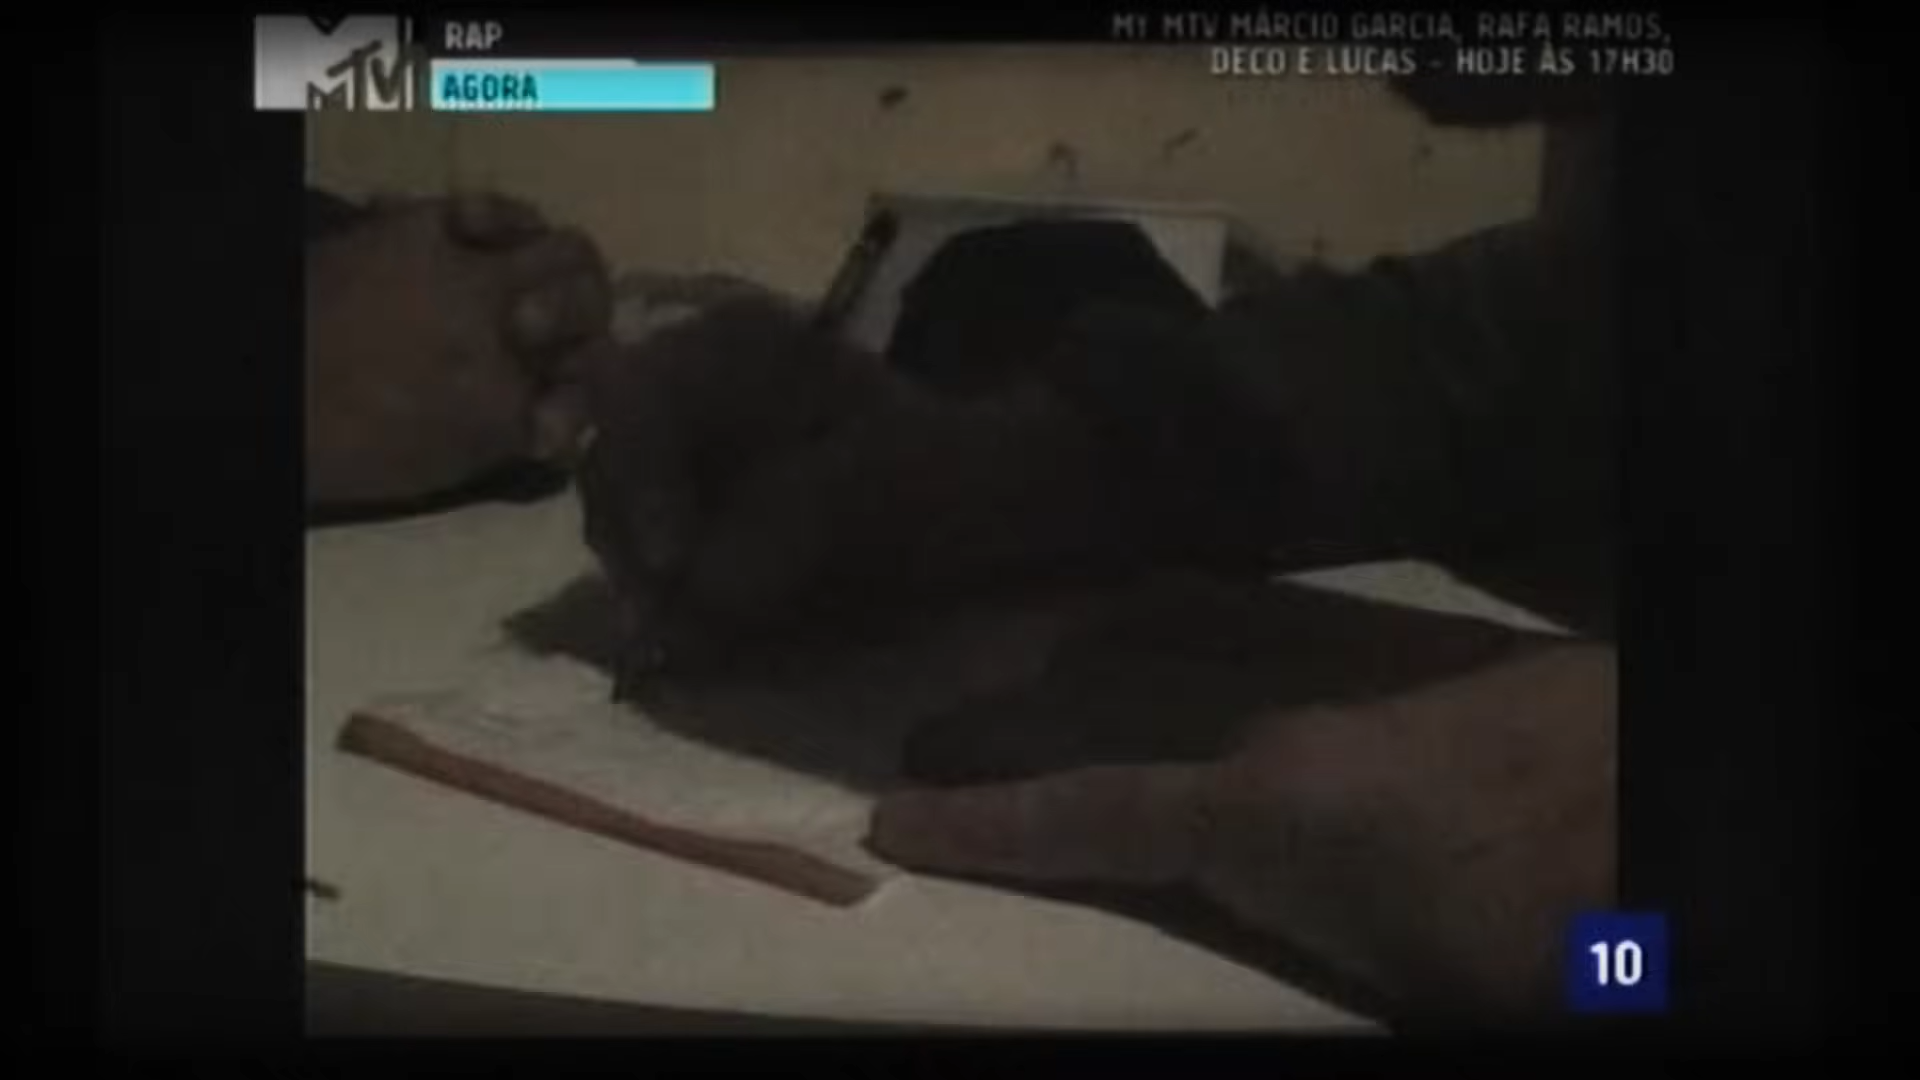 MTV
RAP
AGORA
MY MTV MÁRCIO GARCIA, RAFA RAMOS,
DECO E LUCAS - HOJE ÀS 17H30
10